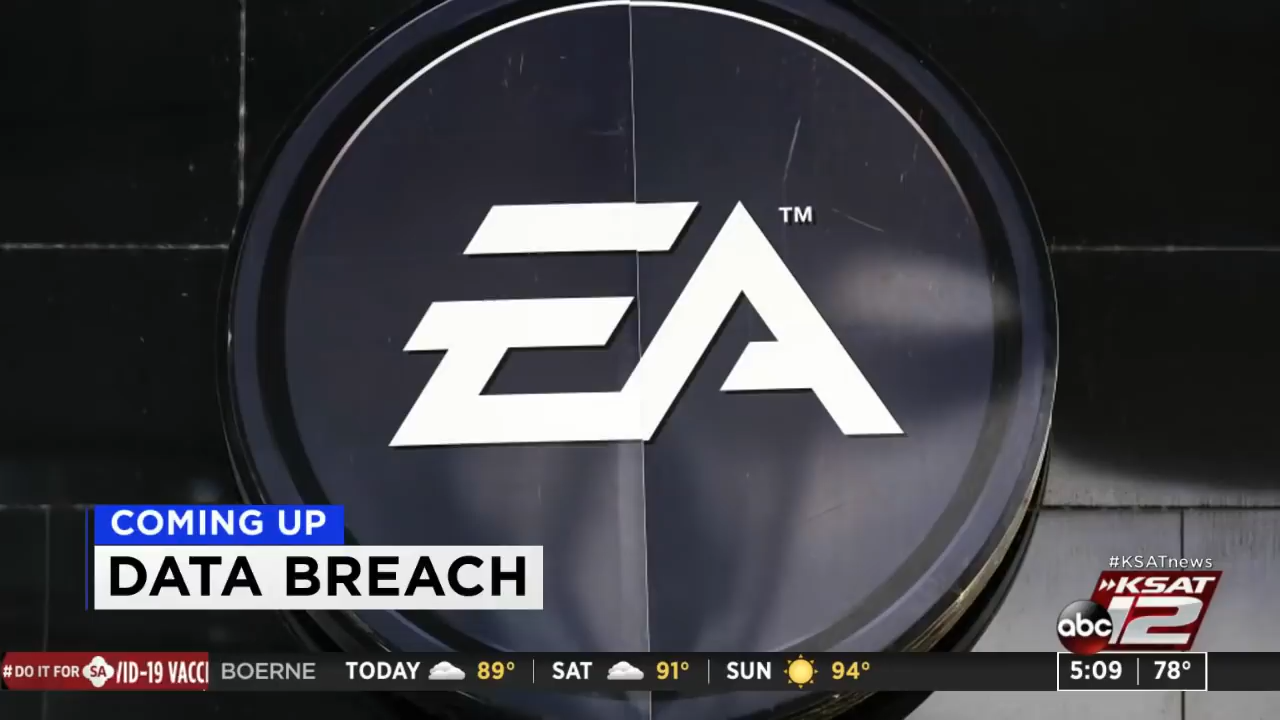 EA™
COMING UP
DATA BREACH
#KSATnews
KSAT
abc 12
#DO IT FOR SA /ID-19 VACCI BOERNE TODAY 89° SAT 91° SUN 94° 5:09 78°